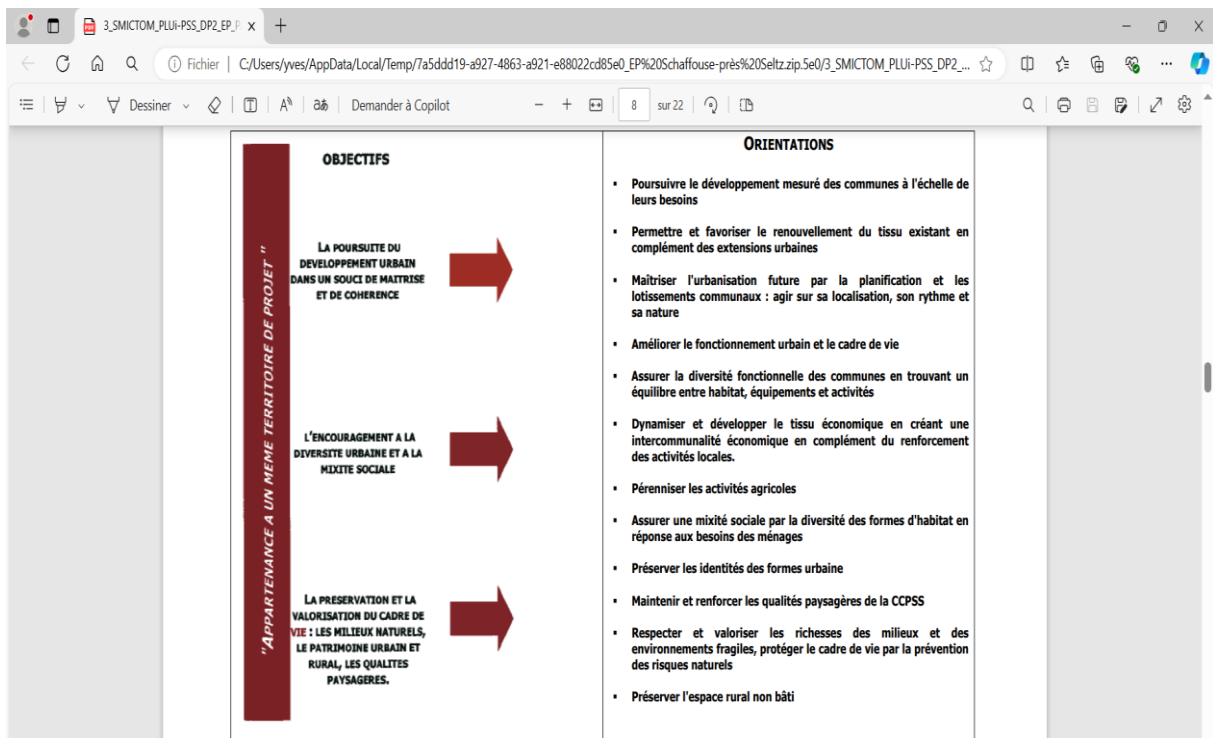 3_SMICTOM_PLUi-PSS_DP2_EP_P
Fichier
C:/Users/yves/AppData/Local/Temp/7a5ddd19-a927-4863-a921-e88022cd85e0_EP%20Schaffouse-près%20Seltz.zip.5e0/3_SMICTOM_PLUi-PSS_DP2_...
Dessiner
Demander à Copilot
8 sur 22
"APPARTENANCE A UN MEME TERRITOIRE DE PROJET "
OBJECTIFS
LA POURSUITE DU
DEVELOPPEMENT URBAIN
DANS UN SOUCI DE MAITRISE
ET DE COHERENCE
L'ENCOURAGEMENT A LA
DIVERSITE URBAINE ET A LA
MIXITE SOCIALE
LA PRESERVATION ET LA
VALORISATION DU CADRE DE
VIE : LES MILIEUX NATURELS,
LE PATRIMOINE URBAIN ET
RURAL, LES QUALITES
PAYSAGERES.
ORIENTATIONS
▪ Poursuivre le développement mesuré des communes à l'échelle de
leurs besoins
▪ Permettre et favoriser le renouvellement du tissu existant en
complément des extensions urbaines
▪ Maîtriser l'urbanisation future par la planification et les
lotissements communaux : agir sur sa localisation, son rythme et
sa nature
▪ Améliorer le fonctionnement urbain et le cadre de vie
▪ Assurer la diversité fonctionnelle des communes en trouvant un
équilibre entre habitat, équipements et activités
▪ Dynamiser et développer le tissu économique en créant une
intercommunalité économique en complément du renforcement
des activités locales.
▪ Pérenniser les activités agricoles
▪ Assurer une mixité sociale par la diversité des formes d'habitat en
réponse aux besoins des ménages
▪ Préserver les identités des formes urbaine
▪ Maintenir et renforcer les qualités paysagères de la CCPSS
▪ Respecter et valoriser les richesses des milieux et des
environnements fragiles, protéger le cadre de vie par la prévention
des risques naturels
▪ Préserver l'espace rural non bâti